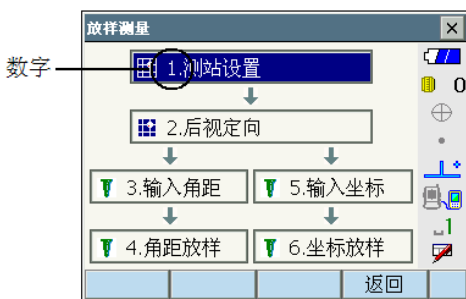 放样测量
数字
1.测站设置
0
2.后视定向
3.输入角距
5.输入坐标
4.角距放样
6.坐标放样
1
返回